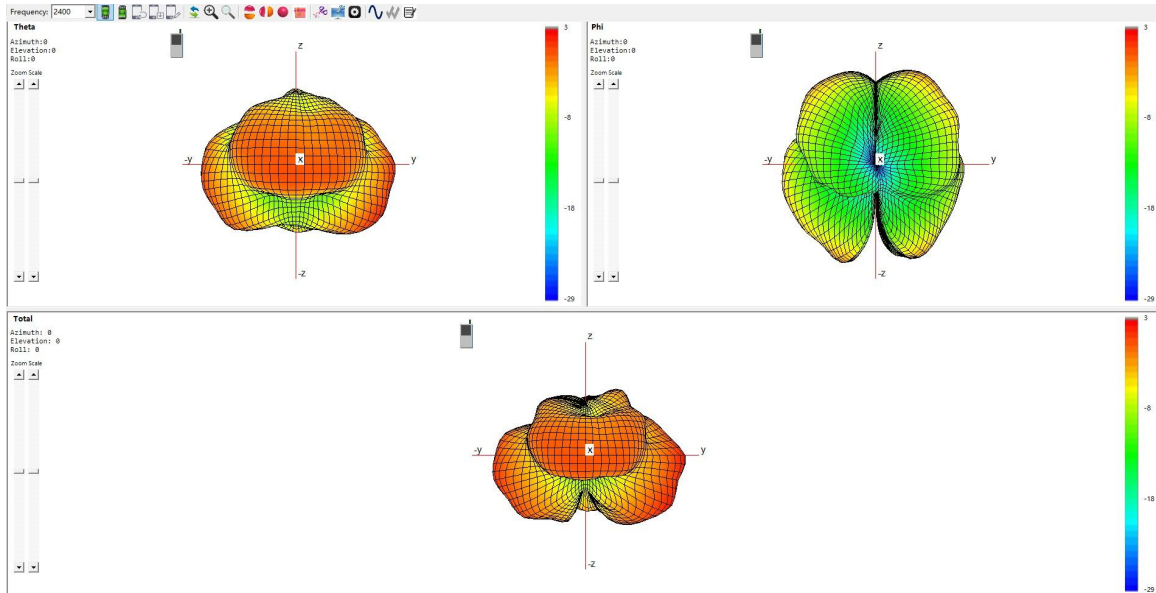 Frequency: 2400
Theta
Azimuth:0
Elevation:0
Roll:0
Zoom Scale
z
-y
x
y
-z
3
-8
-18
-29
Phi
Azimuth:0
Elevation:0
Roll:0
Zoom Scale
z
-y
x
y
-z
3
-8
-18
-29
Total
Azimuth: 0
Elevation: 0
Roll: 0
Zoom Scale
z
-y
x
y
-z
3
-8
-18
-29